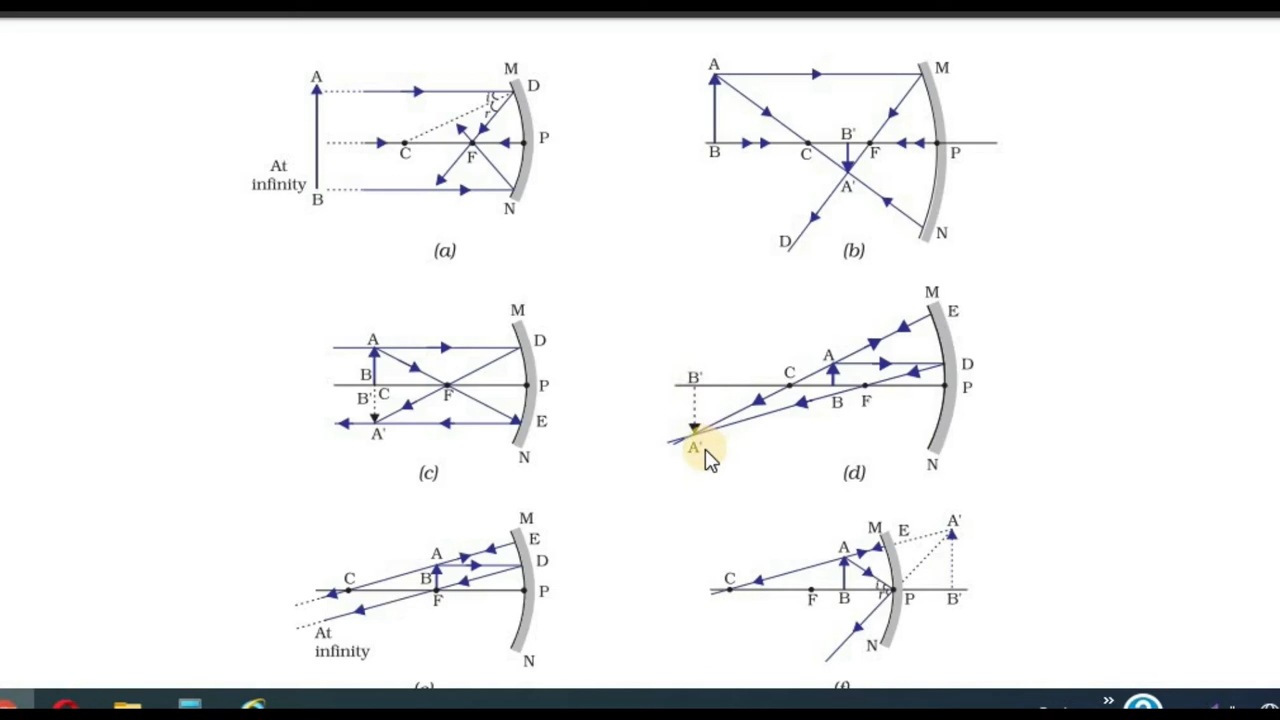 A
M
D
i
r
C
F
P
At
infinity
B
N
(a)
A
M
B'
B
C
F
P
A'
D
N
(b)
M
A
D
B
B'
C
F
P
A'
E
N
(c)
M
E
A
D
B'
C
B
F
P
A'
N
(d)
M
E
A
D
C
B
F
P
At
infinity
N
(e)
M
E
A'
A
C
F
B
i
r
P
B'
N
(f)